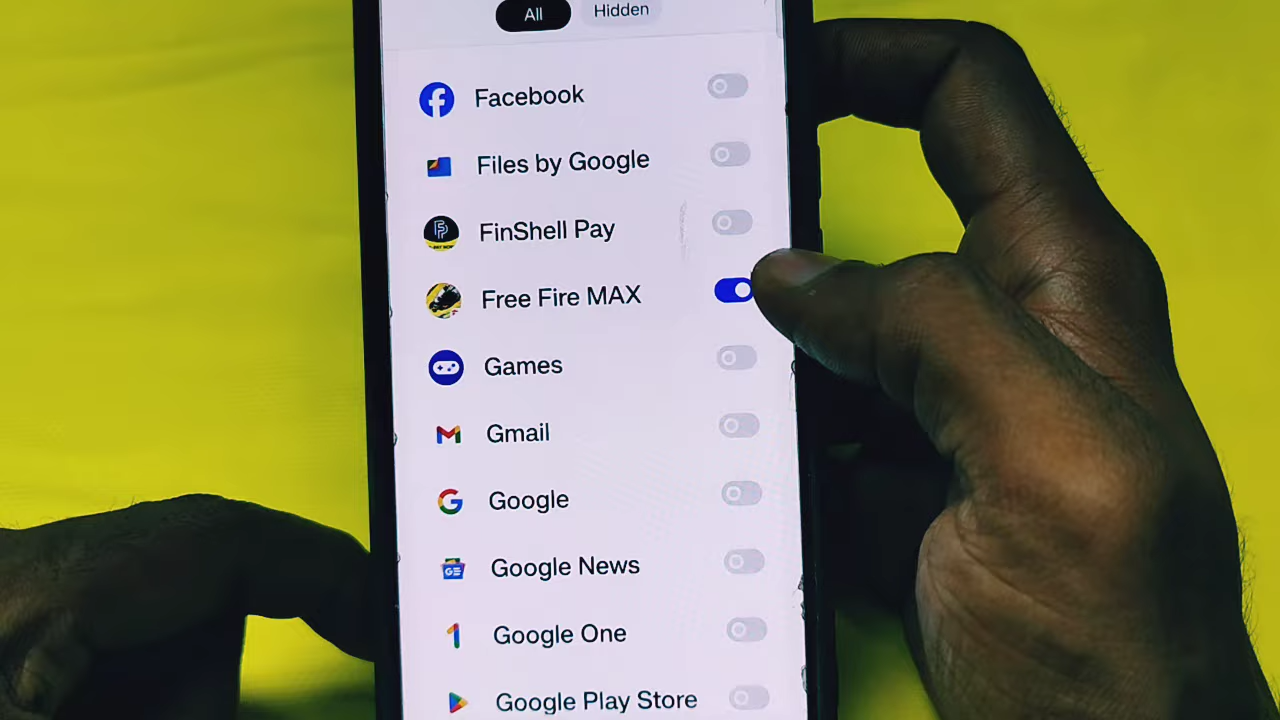 All
Hidden
Facebook
Files by Google
FinShell Pay
Free Fire MAX
Games
Gmail
Google
Google News
Google One
Google Play Store